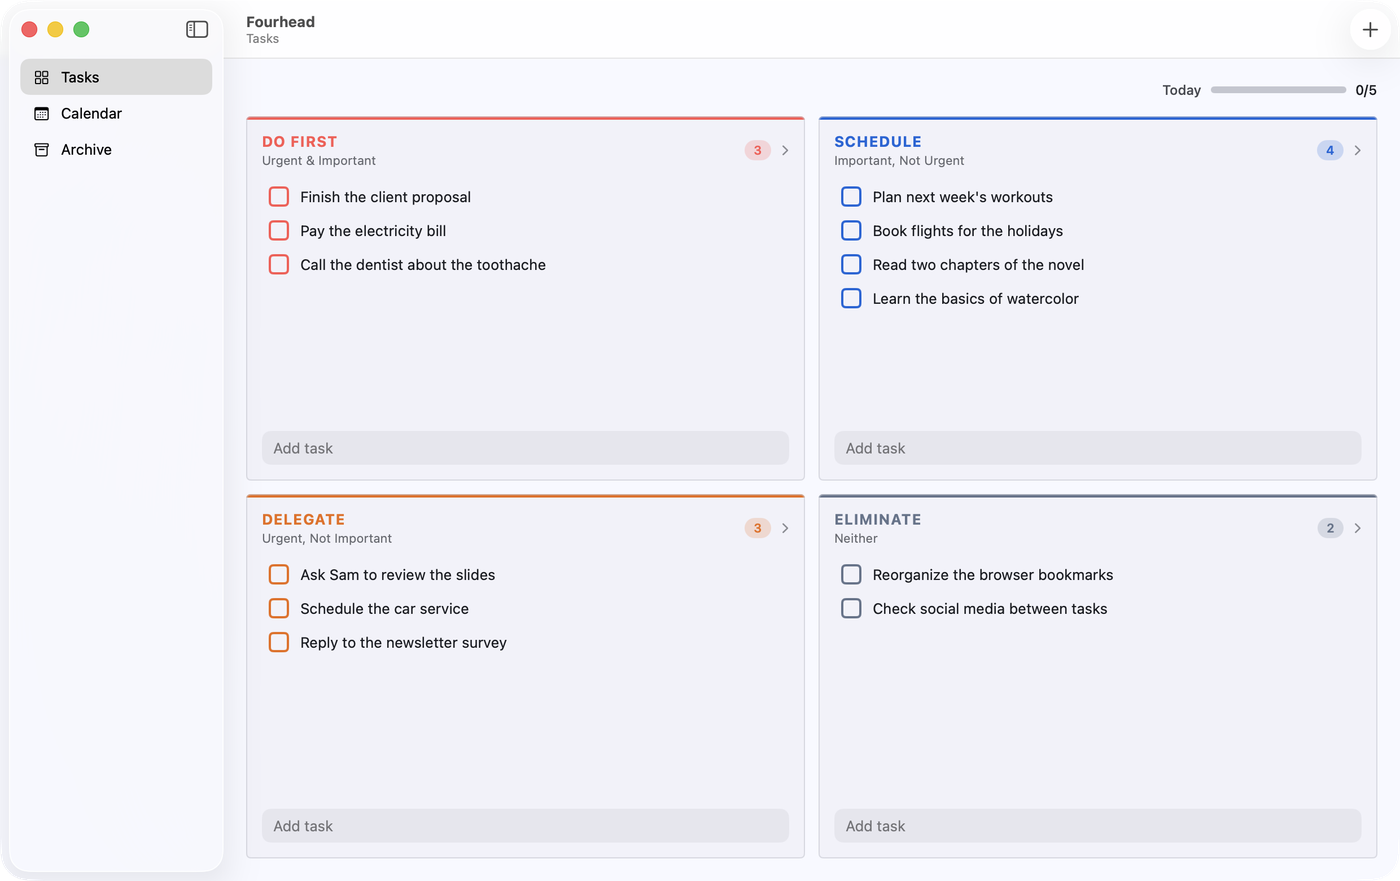 Fourhead
Tasks
Tasks
Calendar
Archive
Today 0/5
DO FIRST
Urgent & Important
3
Finish the client proposal
Pay the electricity bill
Call the dentist about the toothache
Add task
SCHEDULE
Important, Not Urgent
4
Plan next week's workouts
Book flights for the holidays
Read two chapters of the novel
Learn the basics of watercolor
Add task
DELEGATE
Urgent, Not Important
3
Ask Sam to review the slides
Schedule the car service
Reply to the newsletter survey
Add task
ELIMINATE
Neither
2
Reorganize the browser bookmarks
Check social media between tasks
Add task